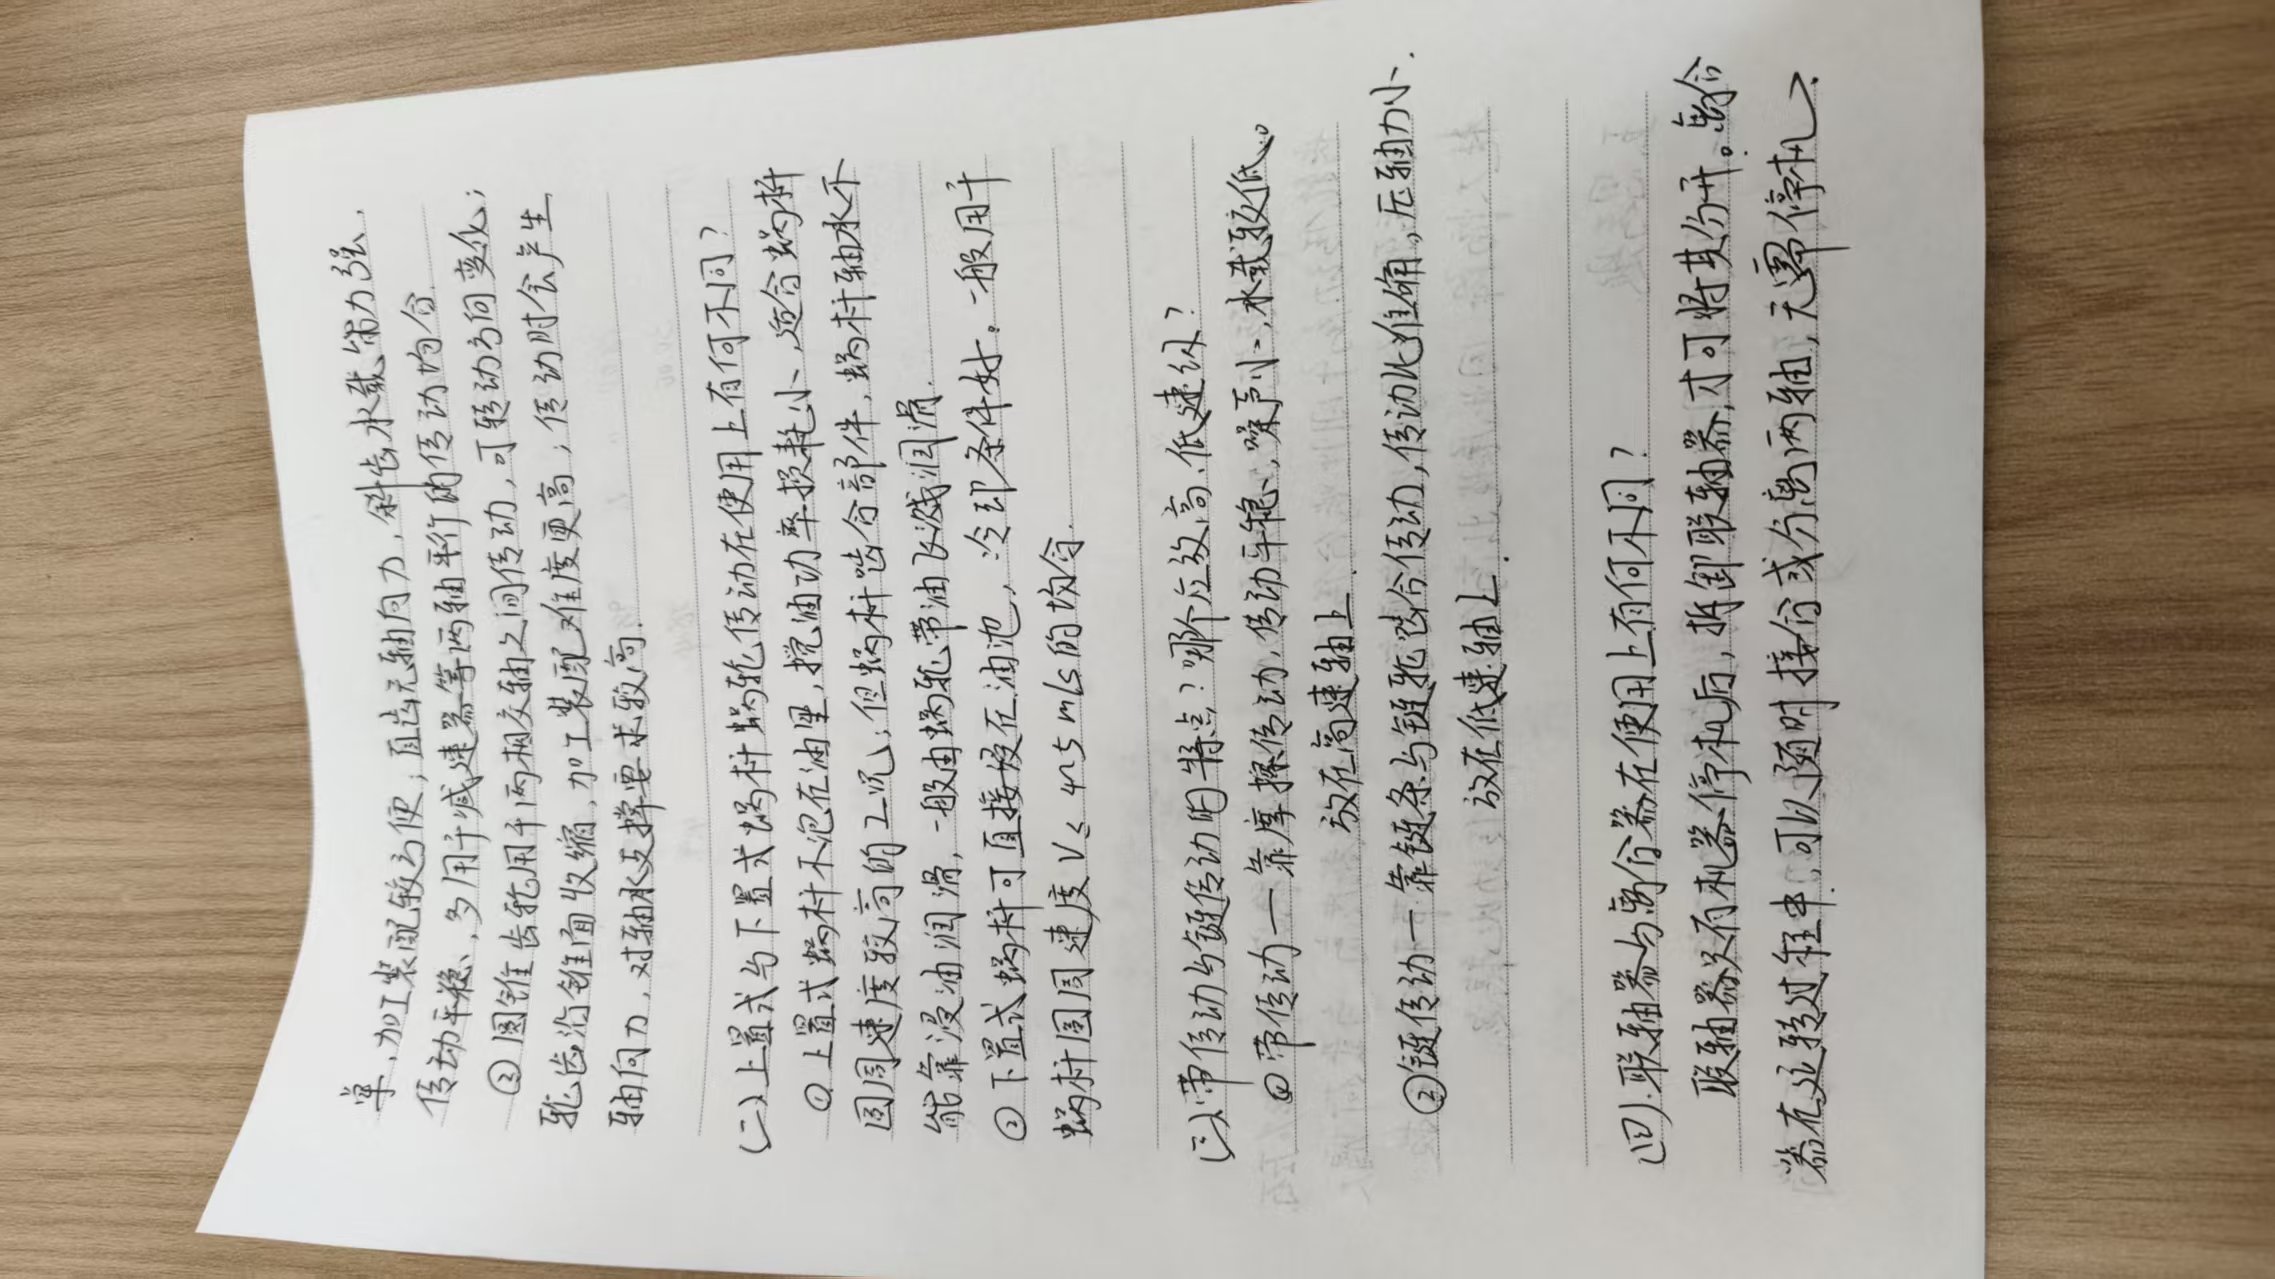 单，加工装配较方便；直齿无轴向力，斜齿承载能力强、
传动平稳，多用于减速器等两轴平行的传动场合.
②圆锥齿轮用于两相交轴之间传动，可转动方向变化；
轮齿沿锥面收缩，加工装配难度更高；传动时会产生
轴向力，对轴承支撑要求较高.
(二)上置式与下置式蜗杆蜗轮传动在使用上有何不同？
①上置式蜗杆不泡在油里，搅油功率损耗小、适合蜗杆
圆周速度较高的工况；但蜗杆啮合部件，蜗杆轴承不
能靠浸油润滑，一般由蜗轮带油飞溅润滑.
②下置式蜗杆可直接浸在油池，冷却条件好。一般用于
蜗杆圆周速度V≤4~5m/s的场合.
(三)带传动与链传动的特点？哪个应放高、低速级？
①带传动—靠摩擦传动，传动平稳、噪声小，承载较低。
放在高速轴上.
②链传动—靠链条与链轮啮合传动，传动比准确，压轴力小.
放在低速轴上.
(四).联轴器与离合器在使用上有何不同？
联轴器只有机器停机后，拆卸联轴器，才可将其分开。离合
器在运转过程中，可以随时接合或分离两轴，无需停机.